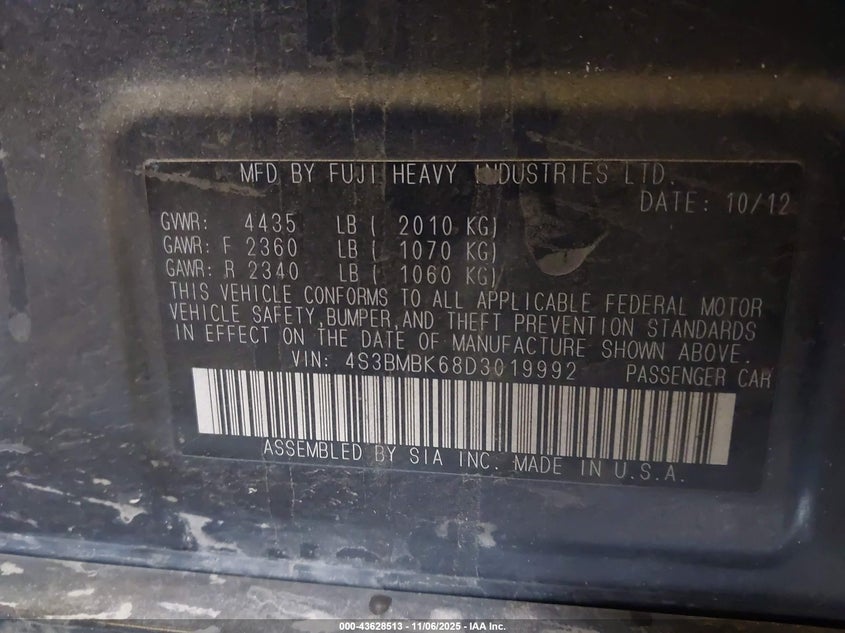 MFD BY FUJI HEAVY INDUSTRIES LTD.
DATE: 10/12
GVWR: 4435 LB ( 2010 KG)
GAWR: F 2360 LB ( 1070 KG)
GAWR: R 2340 LB ( 1060 KG)
THIS VEHICLE CONFORMS TO ALL APPLICABLE FEDERAL MOTOR
VEHICLE SAFETY,BUMPER,AND THEFT PREVENTION STANDARDS
IN EFFECT ON THE DATE OF MANUFACTURE SHOWN ABOVE.
VIN: 4S3BMBK68D3019992 PASSENGER CAR
ASSEMBLED BY SIA INC. MADE IN U.S.A.
000-43628513 — 11/06/2025 — IAA Inc.